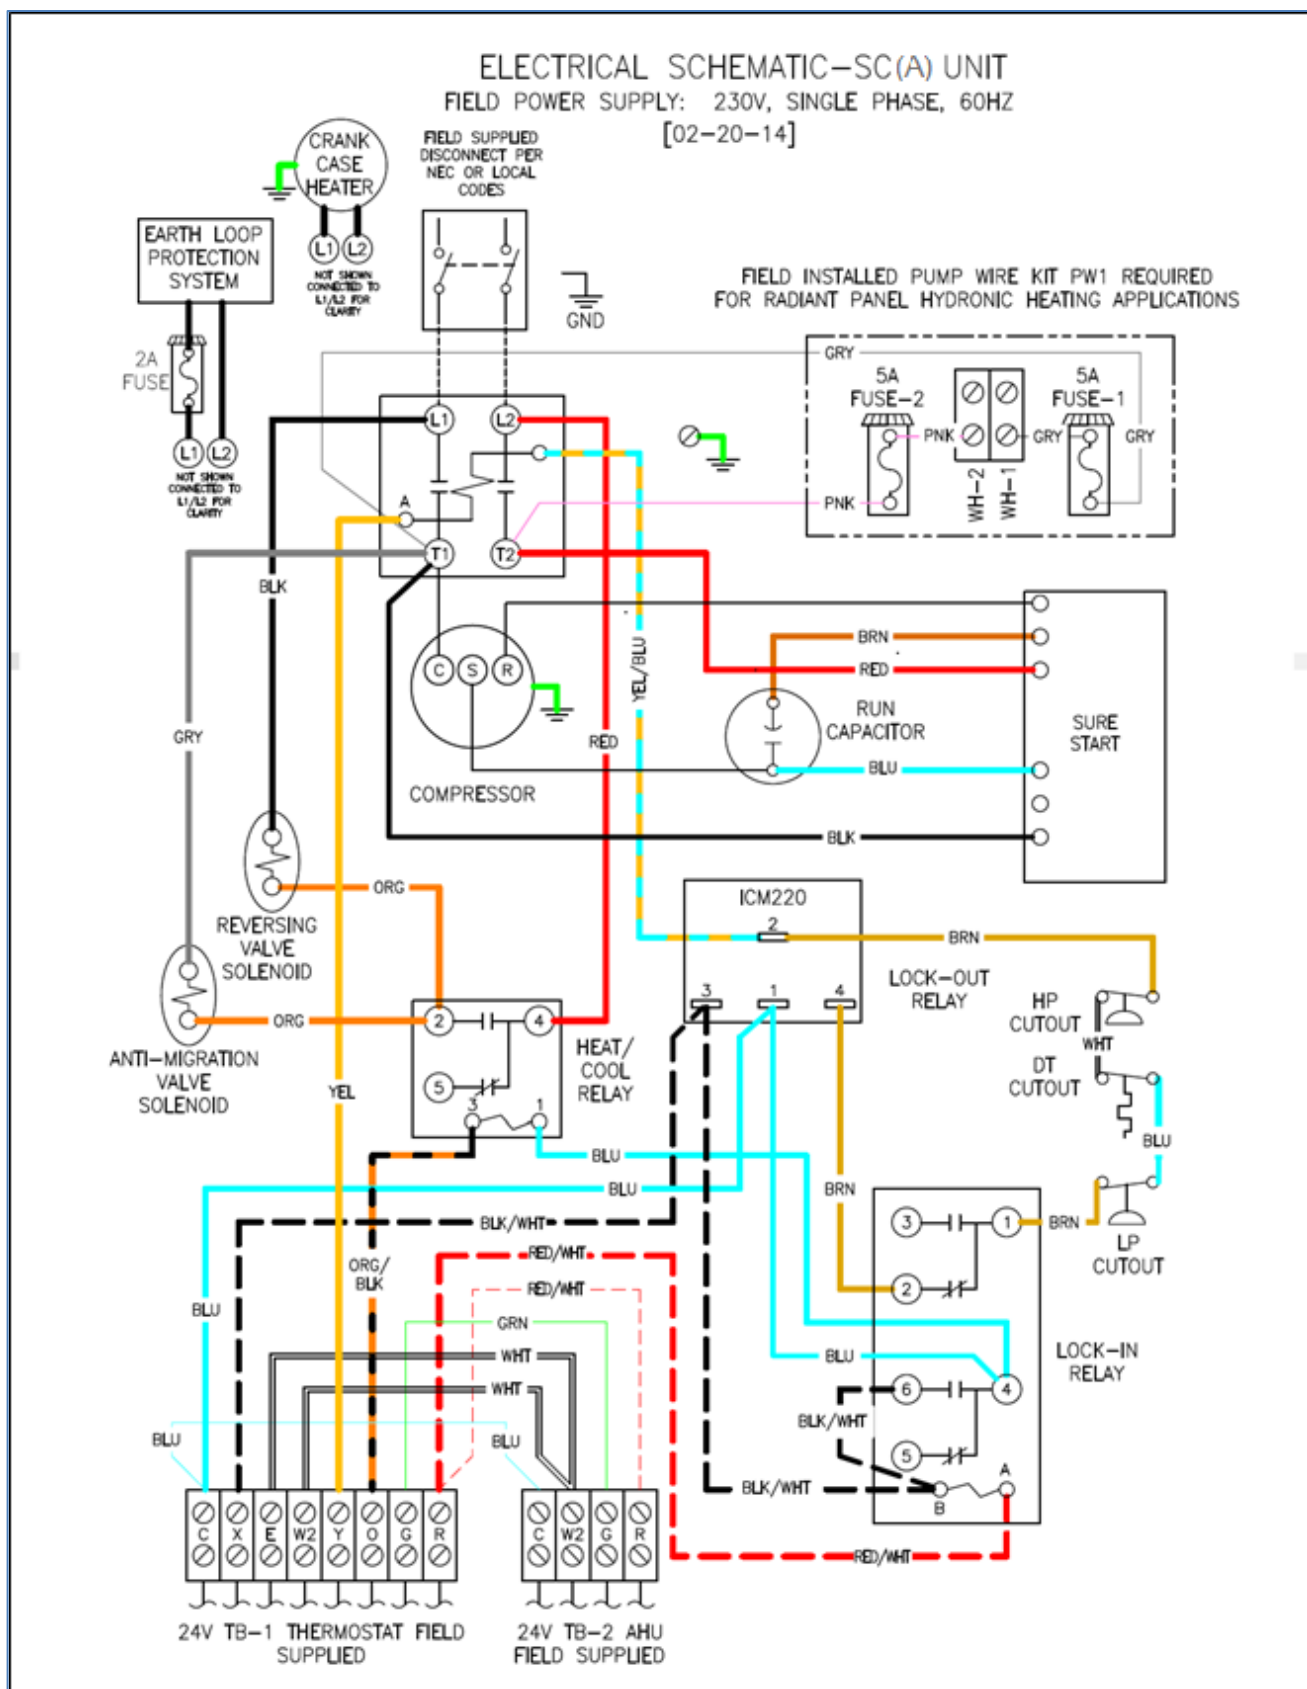 ELECTRICAL SCHEMATIC-SC(A) UNIT
FIELD POWER SUPPLY: 230V, SINGLE PHASE, 60HZ
[02-20-14]
CRANK
CASE
HEATER
L1 L2
NOT SHOWN
CONNECTED TO
L1/L2 FOR
CLARITY
FIELD SUPPLIED
DISCONNECT PER
NEC OR LOCAL
CODES
GND
EARTH LOOP
PROTECTION
SYSTEM
2A
FUSE
L1 L2
NOT SHOWN
CONNECTED TO
L1/L2 FOR
CLARITY
FIELD INSTALLED PUMP WIRE KIT PW1 REQUIRED
FOR RADIANT PANEL HYDRONIC HEATING APPLICATIONS
GRY
5A
FUSE-2
5A
FUSE-1
PNK
GRY
GRY
PNK
WH-2
WH-1
L1
L2
A
T1
T2
BLK
GRY
YEL/BLU
RED
C S R
COMPRESSOR
BRN
RED
RUN
CAPACITOR
BLU
BLK
SURE
START
ORG
REVERSING
VALVE
SOLENOID
ORG
ANTI-MIGRATION
VALVE
SOLENOID
YEL
2
4
5
3
1
HEAT/
COOL
RELAY
ICM220
2
3
1
4
LOCK-OUT
RELAY
BRN
HP
CUTOUT
WHT
DT
CUTOUT
BLU
LP
CUTOUT
BRN
BLU
BLU
BRN
BLK/WHT
RED/WHT
RED/WHT
ORG/
BLK
BLU
GRN
WHT
WHT
BLU
BLU
BLU
3
1
2
6
4
5
A
B
LOCK-IN
RELAY
BLK/WHT
BLK/WHT
RED/WHT
C X E W2 Y O G R
C W2 G R
24V TB-1 THERMOSTAT FIELD
SUPPLIED
24V TB-2 AHU
FIELD SUPPLIED